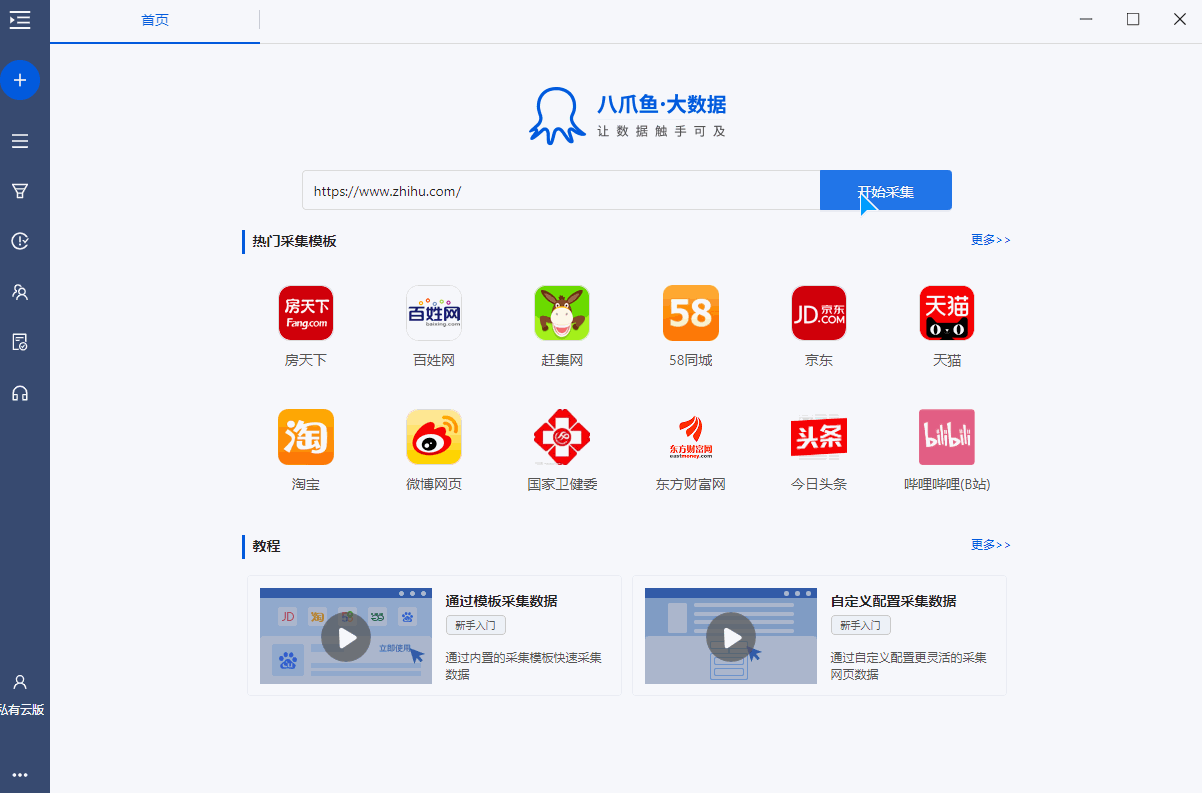 首页
八爪鱼·大数据
让数据触手可及
https://www.zhihu.com/
开始采集
热门采集模板
更多>>
房天下
Fang.com
百姓网
baixing.com
58
JD 京东
.COM
天猫
房天下
百姓网
赶集网
58同城
京东
天猫
淘
东方财富网
eastmoney.com
头条
bilibili
淘宝
微博网页
国家卫健委
东方财富网
今日头条
哔哩哔哩(B站)
教程
更多>>
JD
淘
58
立即使用
通过模板采集数据
新手入门
通过内置的采集模板快速采集
数据
自定义配置采集数据
新手入门
通过自定义配置更灵活的采集
网页数据
私有云版